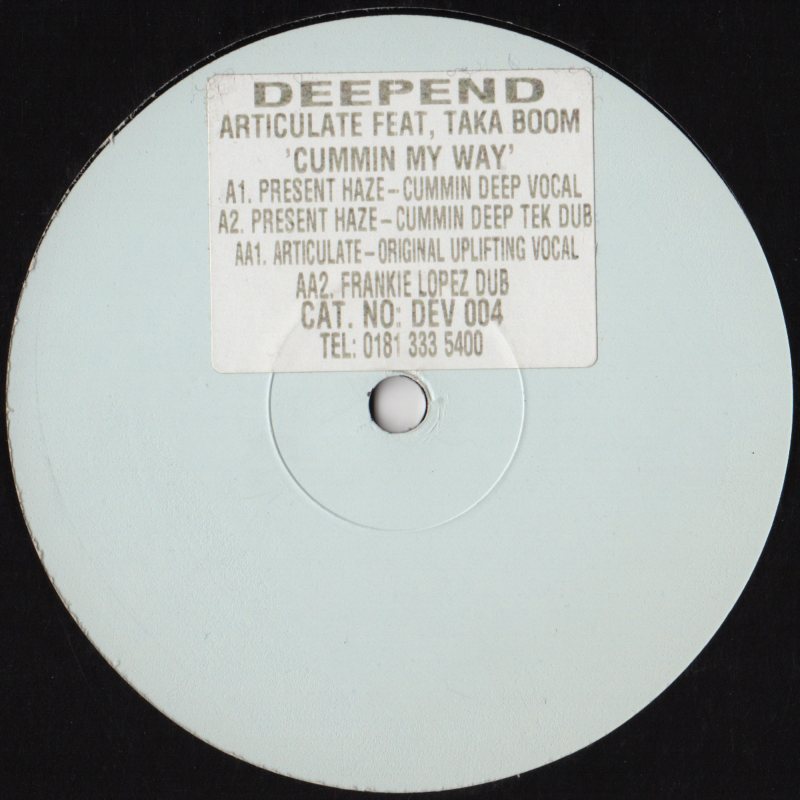 DEEPEND
ARTICULATE FEAT, TAKA BOOM
'CUMMIN MY WAY'
A1. PRESENT HAZE - CUMMIN DEEP VOCAL
A2. PRESENT HAZE - CUMMIN DEEP TEK DUB
AA1. ARTICULATE - ORIGINAL UPLIFTING VOCAL
AA2. FRANKIE LOPEZ DUB
CAT. NO: DEV 004
TEL: 0181 333 5400